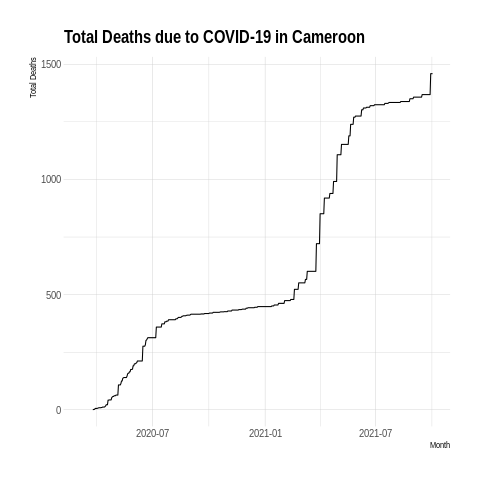 Total Deaths due to COVID-19 in Cameroon
Total Deaths
1500
1000
500
0
2020-07 2021-01 2021-07
Month